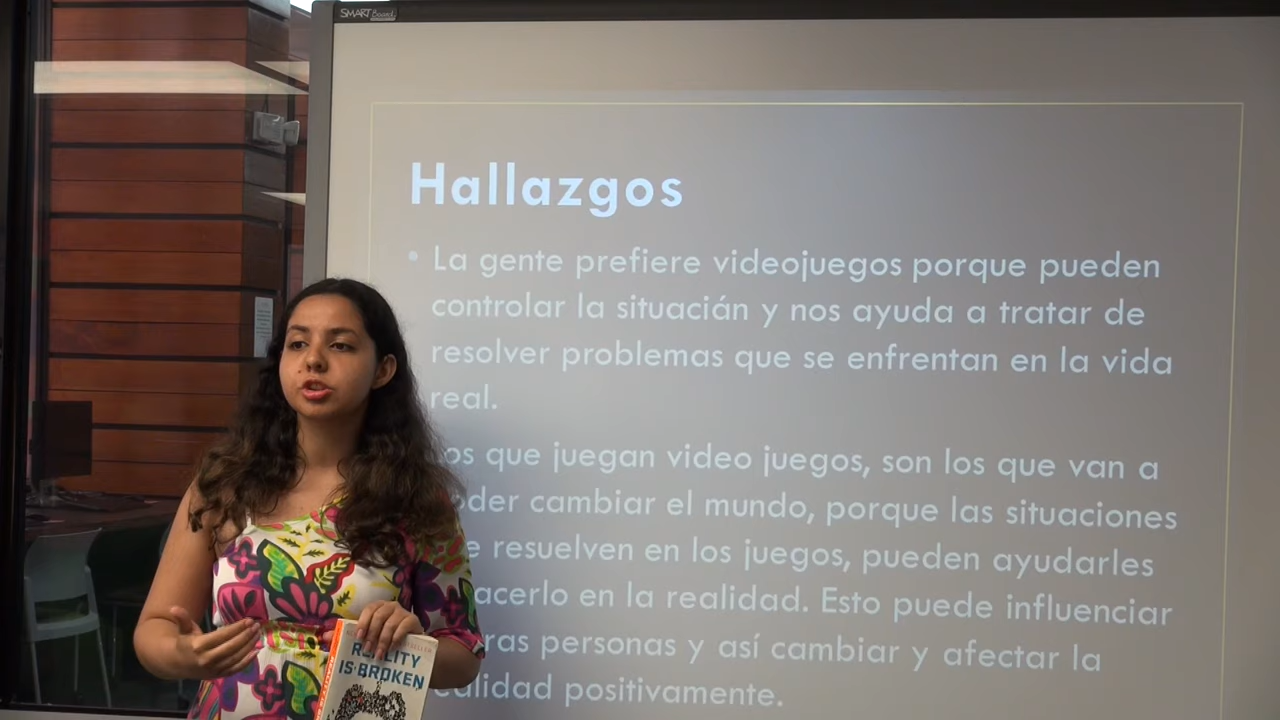 SMART Board
Hallazgos
• La gente prefiere videojuegos porque pueden
controlar la situacián y nos ayuda a tratar de
resolver problemas que se enfrentan en la vida
real.
os que juegan video juegos, son los que van a
oder cambiar el mundo, porque las situaciones
e resuelven en los juegos, pueden ayudarles
acerlo en la realidad. Esto puede influenciar
ras personas y así cambiar y afectar la
ealidad positivamente.
REALITY
IS BROKEN